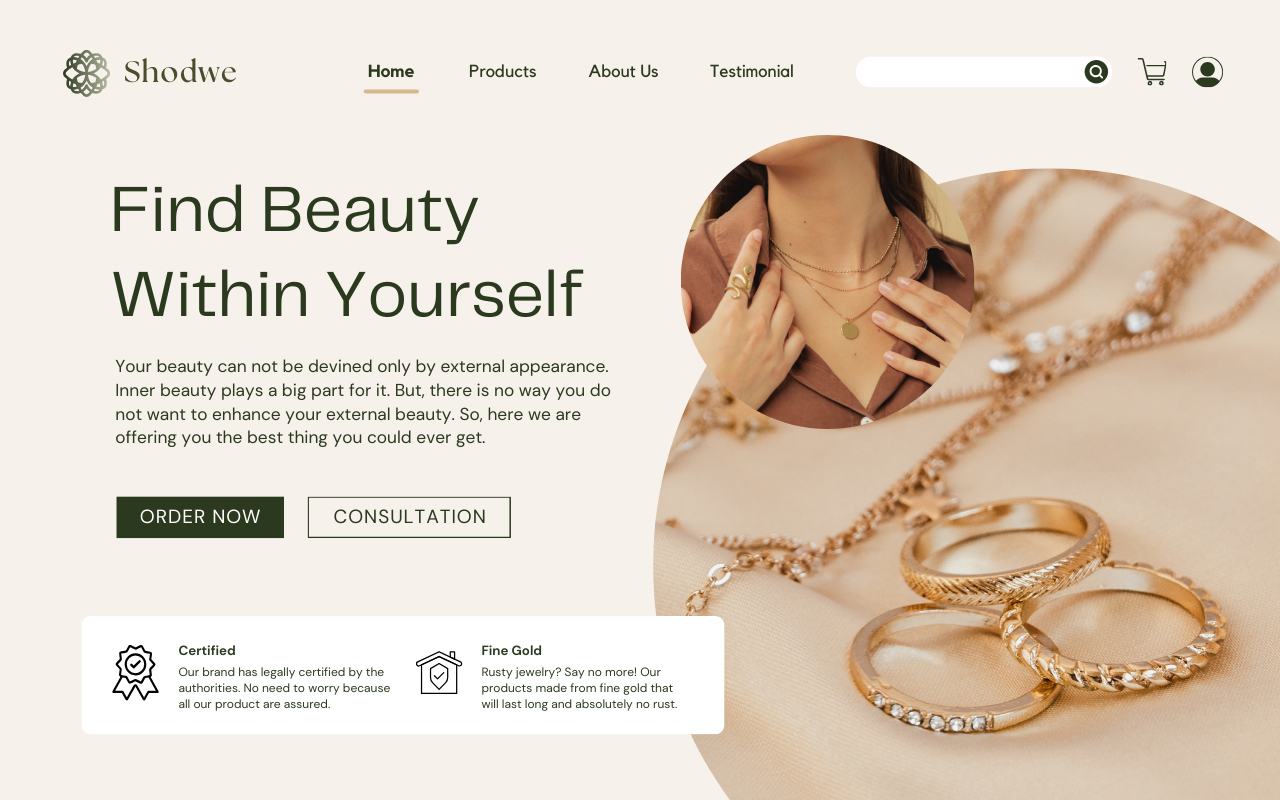 Shodwe
Home
Products
About Us
Testimonial
Find Beauty
Within Yourself
Your beauty can not be devined only by external appearance.
Inner beauty plays a big part for it. But, there is no way you do
not want to enhance your external beauty. So, here we are
offering you the best thing you could ever get.
ORDER NOW
CONSULTATION
Certified
Our brand has legally certified by the
authorities. No need to worry because
all our product are assured.
Fine Gold
Rusty jewelry? Say no more! Our
products made from fine gold that
will last long and absolutely no rust.